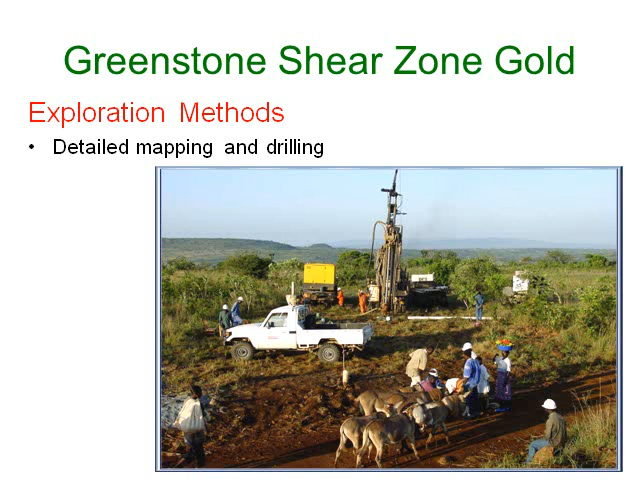 Greenstone Shear Zone Gold
Exploration Methods
• Detailed mapping and drilling